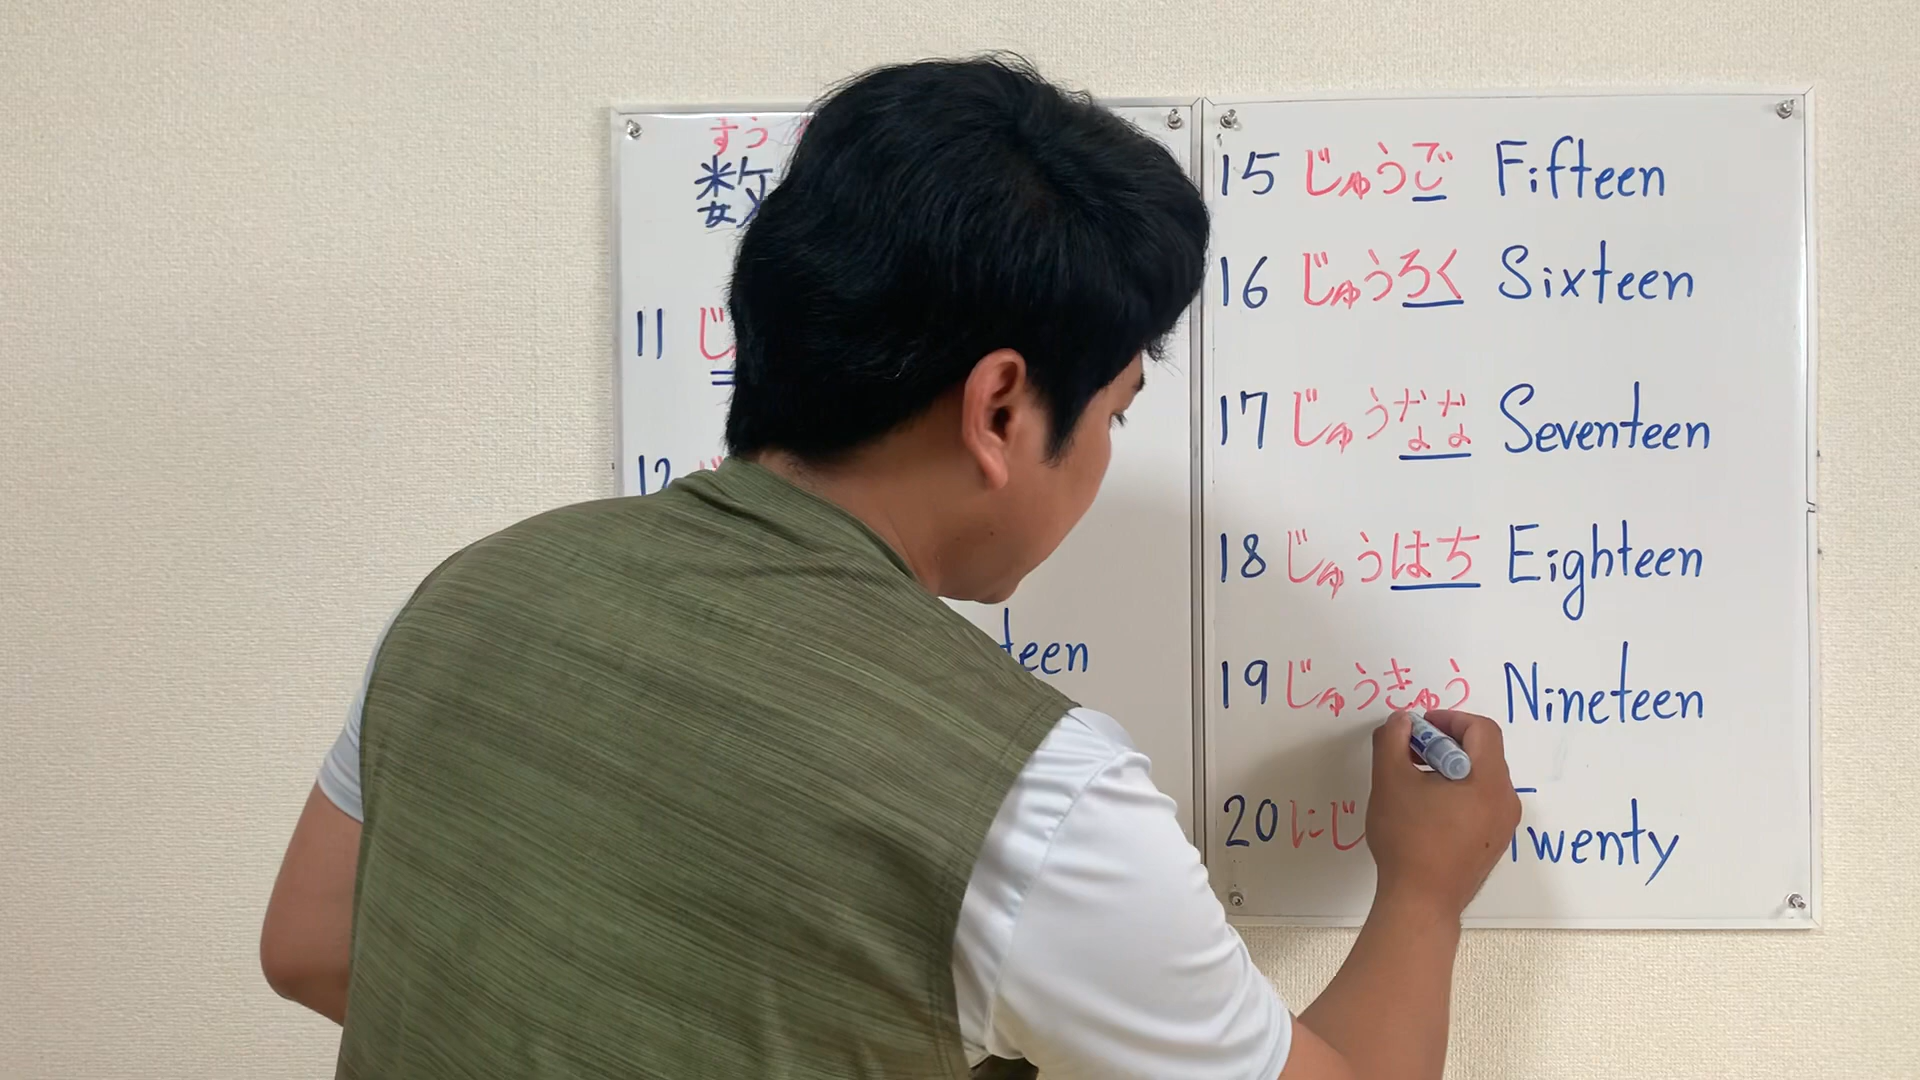 すう
数
11 じ
12
teen
15 じゅうご Fifteen
16 じゅうろく Sixteen
17 じゅうなな Seventeen
18 じゅうはち Eighteen
19 じゅうきゅう Nineteen
20 にじ Twenty